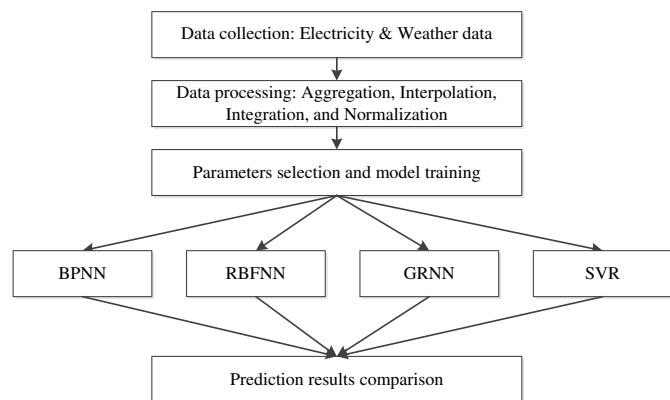 Data collection: Electricity & Weather data
Data processing: Aggregation, Interpolation,
Integration, and Normalization
Parameters selection and model training
BPNN
RBFNN
GRNN
SVR
Prediction results comparison